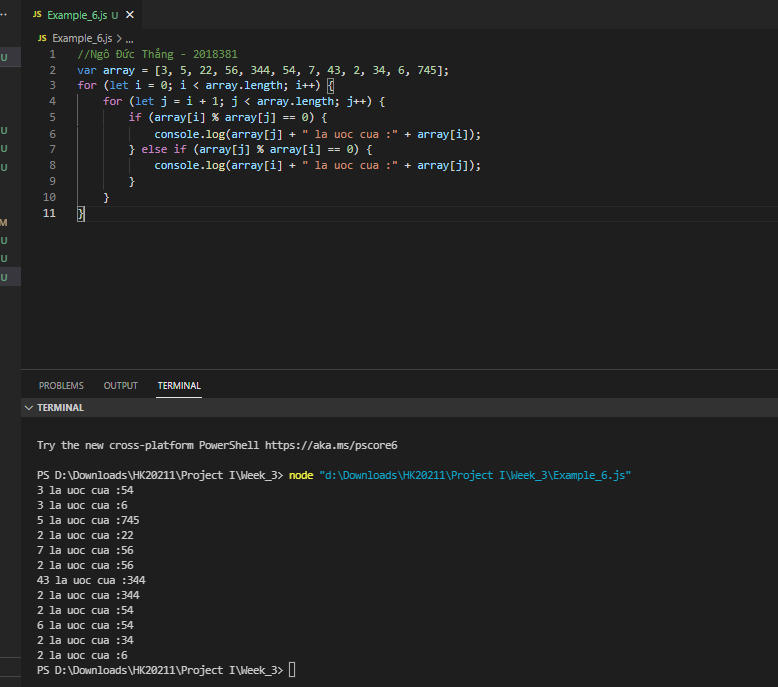 JS Example_6.js U ×
JS Example_6.js > ...
1 //Ngô Đức Thắng - 2018381
2 var array = [3, 5, 22, 56, 344, 54, 7, 43, 2, 34, 6, 745];
3 for (let i = 0; i < array.length; i++) {
4     for (let j = i + 1; j < array.length; j++) {
5         if (array[i] % array[j] == 0) {
6             console.log(array[j] + " la uoc cua :" + array[i]);
7         } else if (array[j] % array[i] == 0) {
8             console.log(array[i] + " la uoc cua :" + array[j]);
9         }
10     }
11 }
U
U
U
U
M
U
U
U
PROBLEMS OUTPUT TERMINAL
TERMINAL
Try the new cross-platform PowerShell https://aka.ms/pscore6
PS D:\Downloads\HK20211\Project I\Week_3> node "d:\Downloads\HK20211\Project I\Week_3\Example_6.js"
3 la uoc cua :54
3 la uoc cua :6
5 la uoc cua :745
2 la uoc cua :22
7 la uoc cua :56
2 la uoc cua :56
43 la uoc cua :344
2 la uoc cua :344
2 la uoc cua :54
6 la uoc cua :54
2 la uoc cua :34
2 la uoc cua :6
PS D:\Downloads\HK20211\Project I\Week_3>